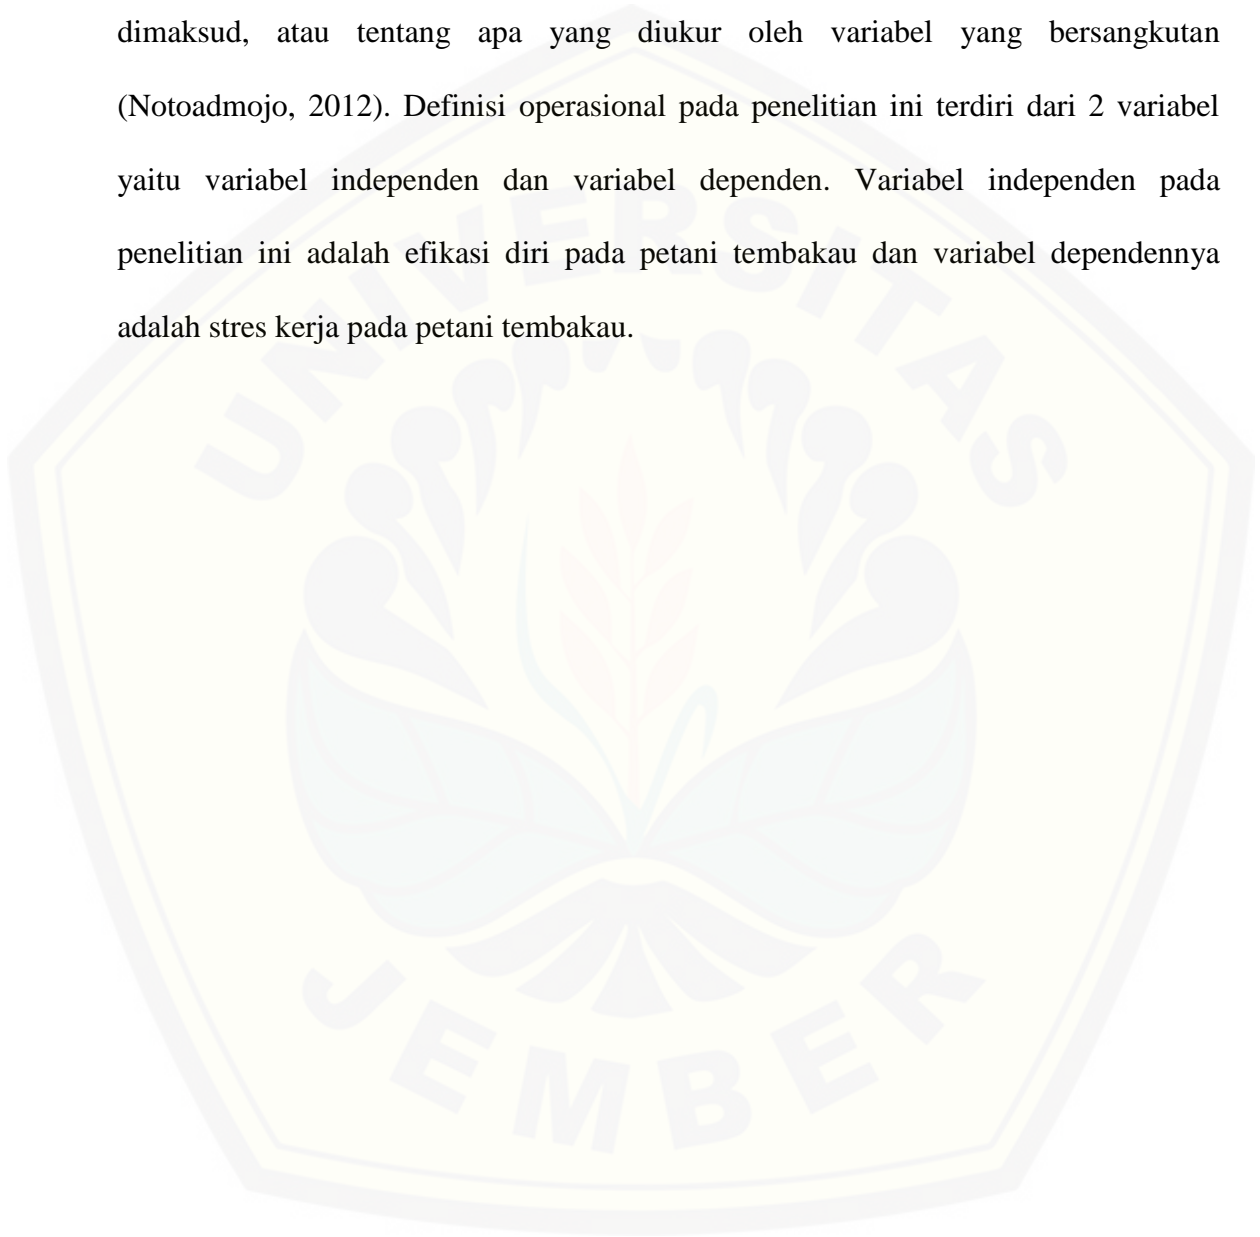 dimaksud, atau tentang apa yang diukur oleh variabel yang bersangkutan
(Notoadmojo, 2012). Definisi operasional pada penelitian ini terdiri dari 2 variabel
yaitu variabel independen dan variabel dependen. Variabel independen pada
penelitian ini adalah efikasi diri pada petani tembakau dan variabel dependennya
adalah stres kerja pada petani tembakau.
UNIVERSITAS
JEMBER